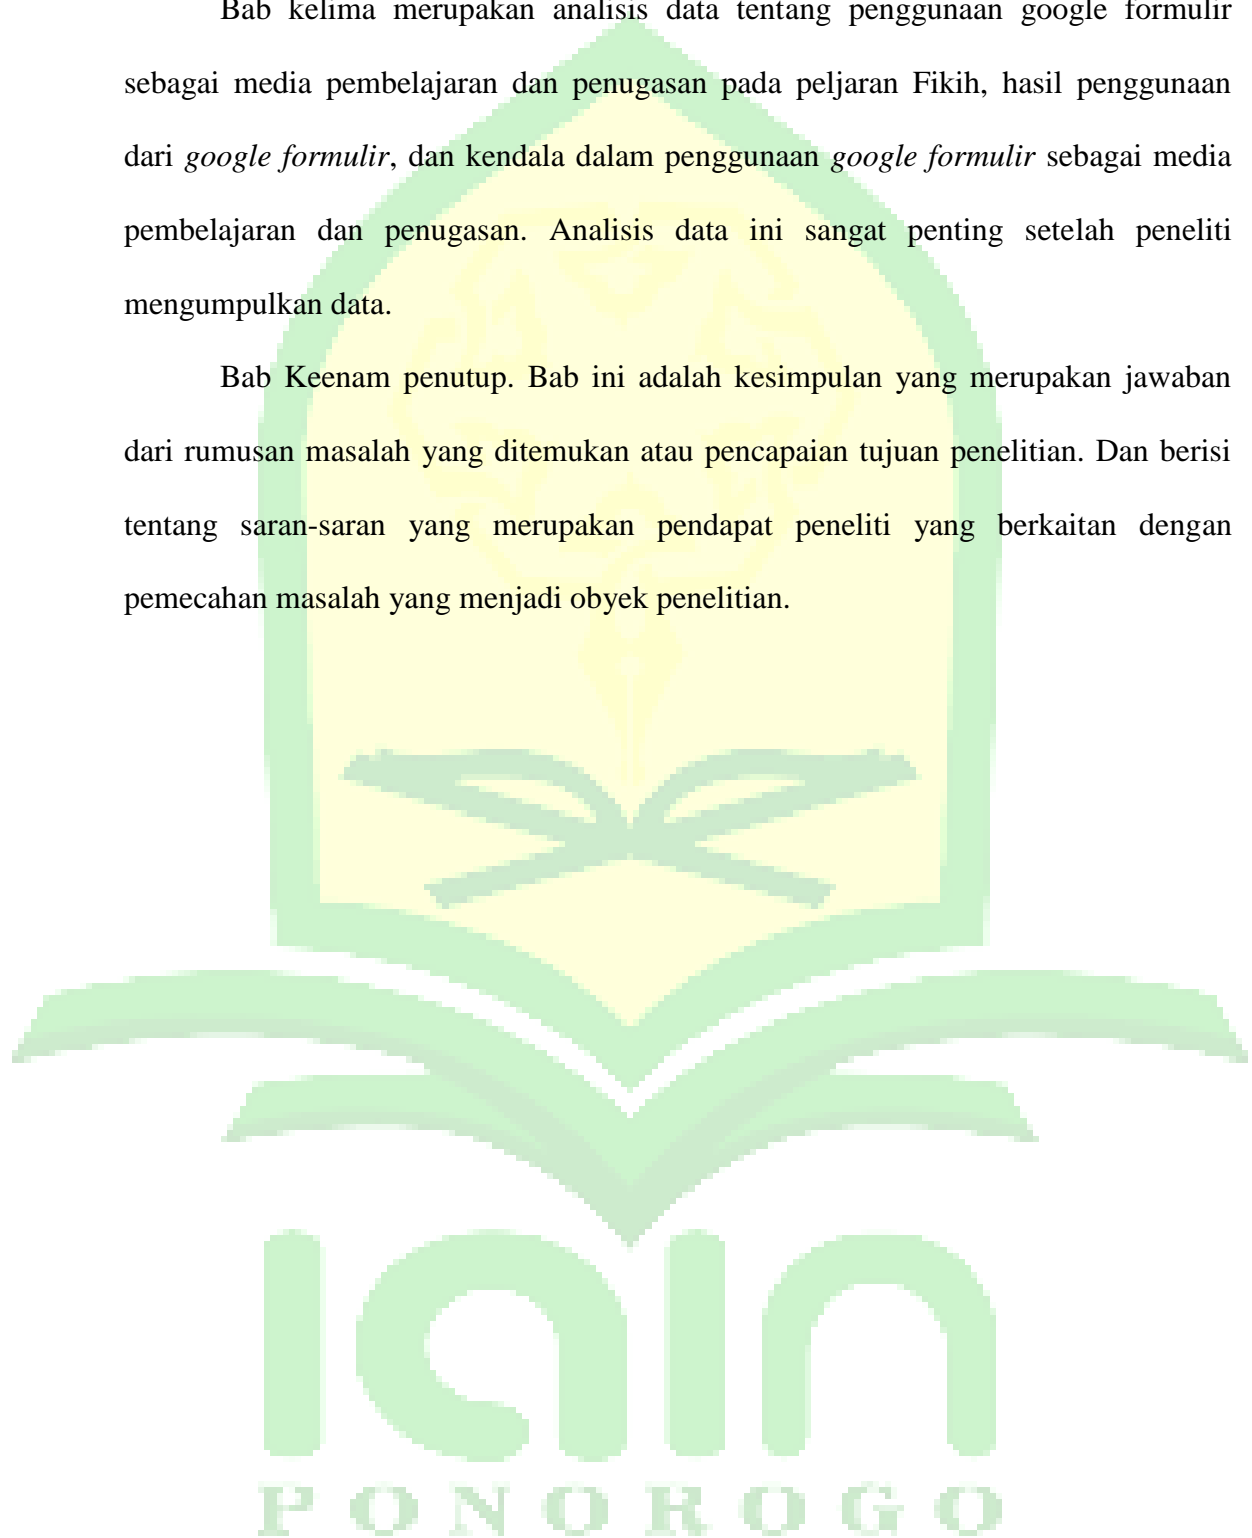 Bab kelima merupakan analisis data tentang penggunaan google formulir
sebagai media pembelajaran dan penugasan pada peljaran Fikih, hasil penggunaan
dari google formulir, dan kendala dalam penggunaan google formulir sebagai media
pembelajaran dan penugasan. Analisis data ini sangat penting setelah peneliti
mengumpulkan data.
Bab Keenam penutup. Bab ini adalah kesimpulan yang merupakan jawaban
dari rumusan masalah yang ditemukan atau pencapaian tujuan penelitian. Dan berisi
tentang saran-saran yang merupakan pendapat peneliti yang berkaitan dengan
pemecahan masalah yang menjadi obyek penelitian.
iain
PONOROGO